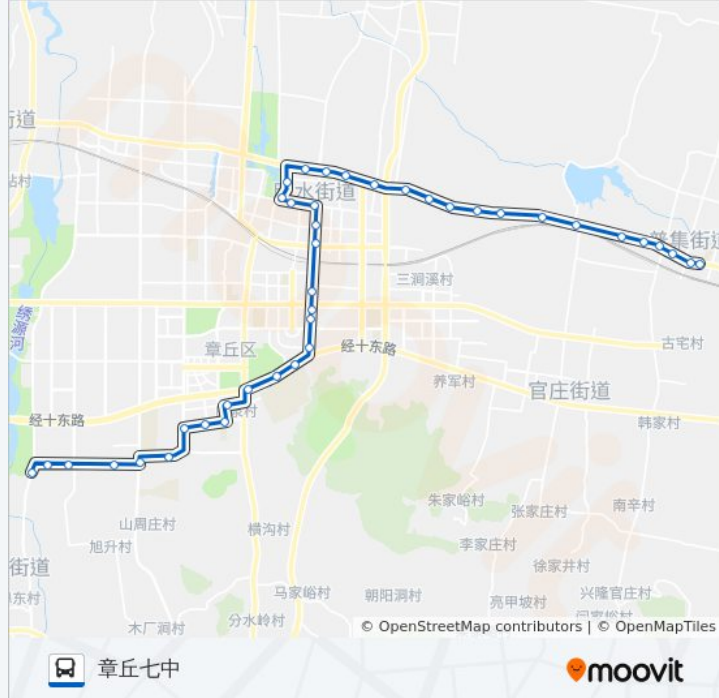 街道
水街道
普集街道
三涧溪村
绣源河
章丘区
经十东路
古宅村
养军村
官庄街道
经十东路
韩家村
朱家峪村
南辛村
张家庄村
山周庄村
横沟村
旭升村
李家庄村
街道
徐家井村
马家峪村
朝阳洞村
兴隆官庄村
东村
亮甲坡村
分水岭村
木厂涧村
© OpenStreetMap contributors | © OpenMapTiles
章丘七中
moovit